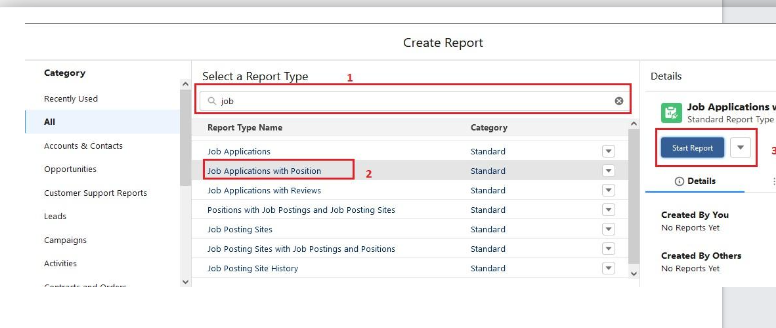 Create Report
Category
Recently Used
All
Accounts & Contacts
Opportunities
Customer Support Reports
Leads
Campaigns
Activities
Select a Report Type
1
job
Report Type Name Category
Job Applications Standard
Job Applications with Position 2 Standard
Job Applications with Reviews Standard
Positions with Job Postings and Job Posting Sites Standard
Job Posting Sites Standard
Job Posting Sites with Job Postings and Positions Standard
Job Posting Site History Standard
Details
Job Applications
Standard Report Type
Start Report
3
Details
Created By You
No Reports Yet
Created By Others
No Reports Yet